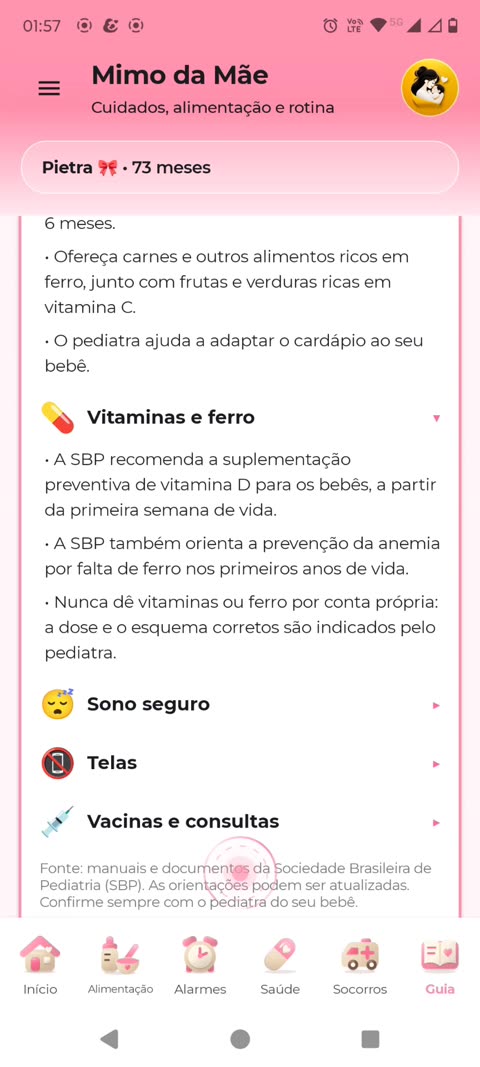 01:57
Vo)) LTE
5G
Mimo da Mãe
Cuidados, alimentação e rotina
Pietra 🎀 • 73 meses
6 meses.
• Ofereça carnes e outros alimentos ricos em
ferro, junto com frutas e verduras ricas em
vitamina C.
• O pediatra ajuda a adaptar o cardápio ao seu
bebê.
Vitaminas e ferro
• A SBP recomenda a suplementação
preventiva de vitamina D para os bebês, a partir
da primeira semana de vida.
• A SBP também orienta a prevenção da anemia
por falta de ferro nos primeiros anos de vida.
• Nunca dê vitaminas ou ferro por conta própria:
a dose e o esquema corretos são indicados pelo
pediatra.
Sono seguro
Telas
Vacinas e consultas
Fonte: manuais e documentos da Sociedade Brasileira de
Pediatria (SBP). As orientações podem ser atualizadas.
Confirme sempre com o pediatra do seu bebê.
Início
Alimentação
Alarmes
Saúde
Socorros
Guia